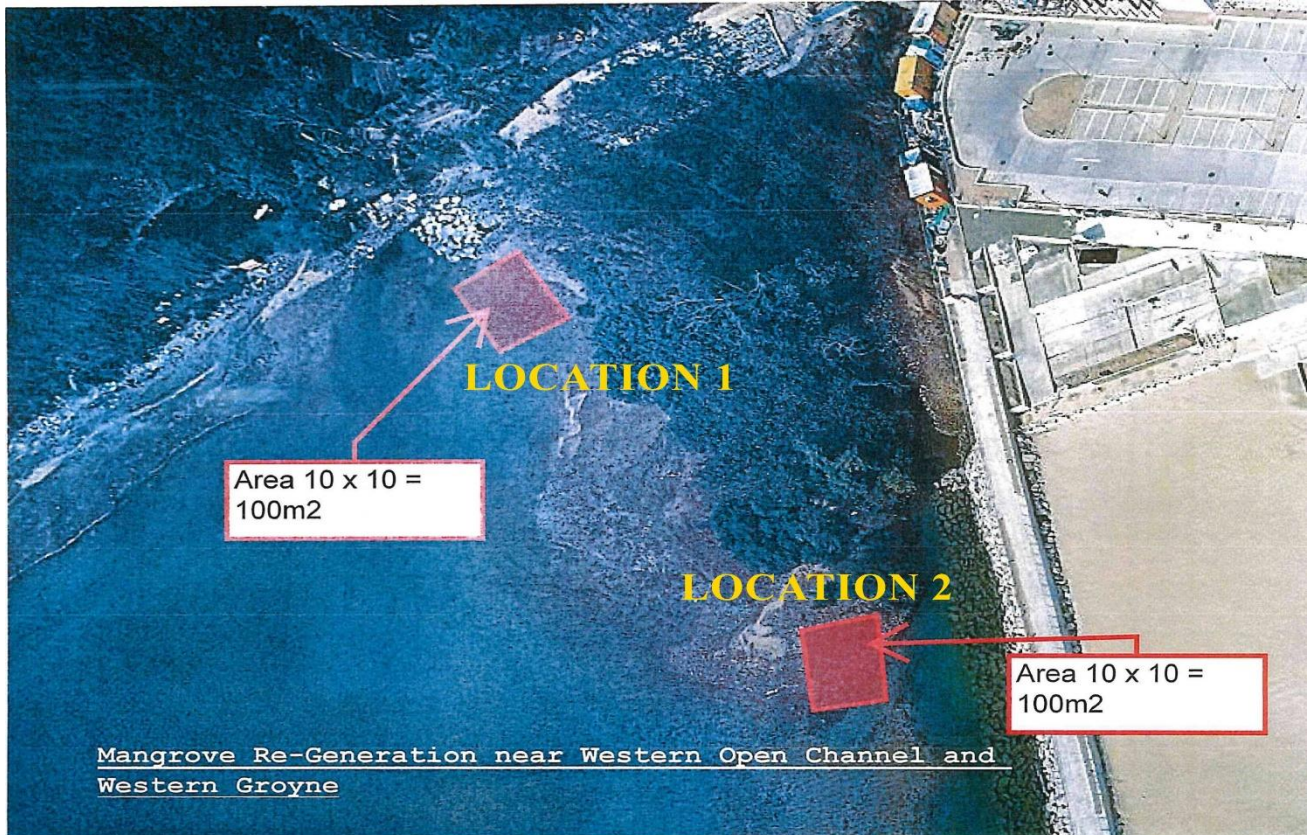 LOCATION 1
Area 10 x 10 =
100m2
LOCATION 2
Area 10 x 10 =
100m2
Mangrove Re-Generation near Western Open Channel and
Western Groyne